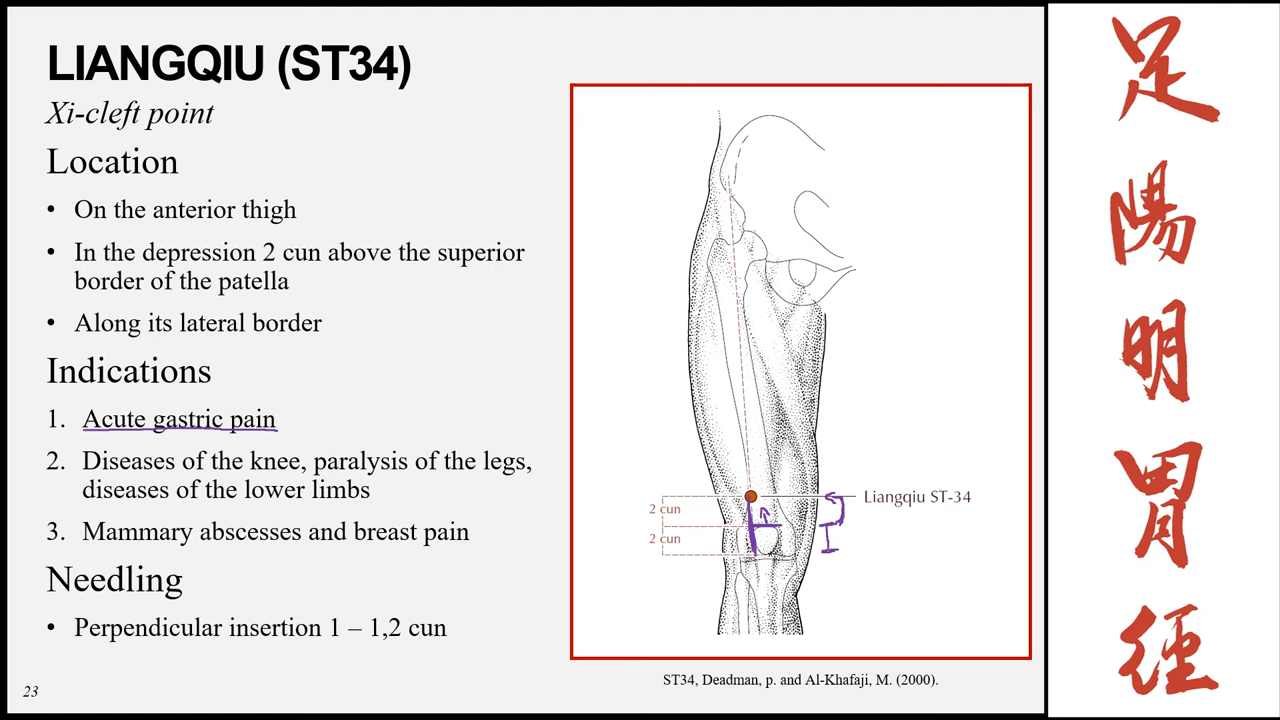 LIANGQIU (ST34)
Xi-cleft point
Location
• On the anterior thigh
• In the depression 2 cun above the superior
border of the patella
• Along its lateral border
Indications
1. Acute gastric pain
2. Diseases of the knee, paralysis of the legs,
diseases of the lower limbs
3. Mammary abscesses and breast pain
Needling
• Perpendicular insertion 1 – 1,2 cun
23
Liangqiu ST-34
2 cun
2 cun
ST34, Deadman, p. and Al-Khafaji, M. (2000).
足
陽
明
胃
徑